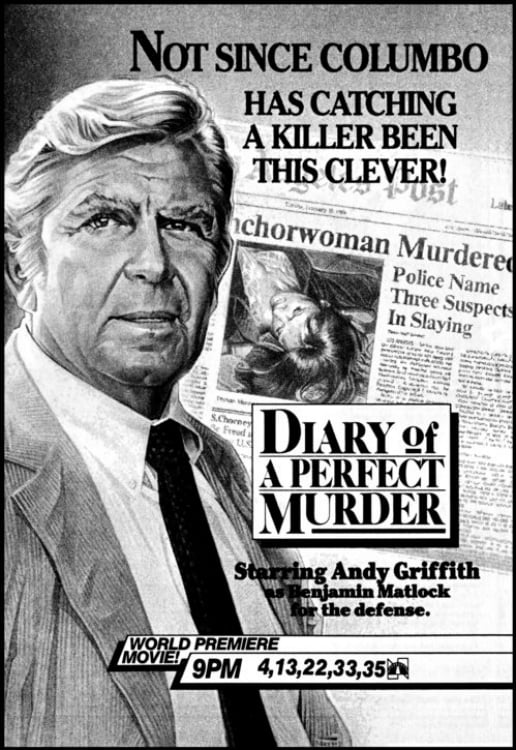 NOT SINCE COLUMBO
HAS CATCHING
A KILLER BEEN
THIS CLEVER!
Post
chorwoman Murdered
Police Name
Three Suspects
In Slaying
DIARY of
A PERFECT
MURDER
Starring Andy Griffith
as Benjamin Matlock
for the defense.
WORLD PREMIERE
MOVIE!
9PM 4,13,22,33,35